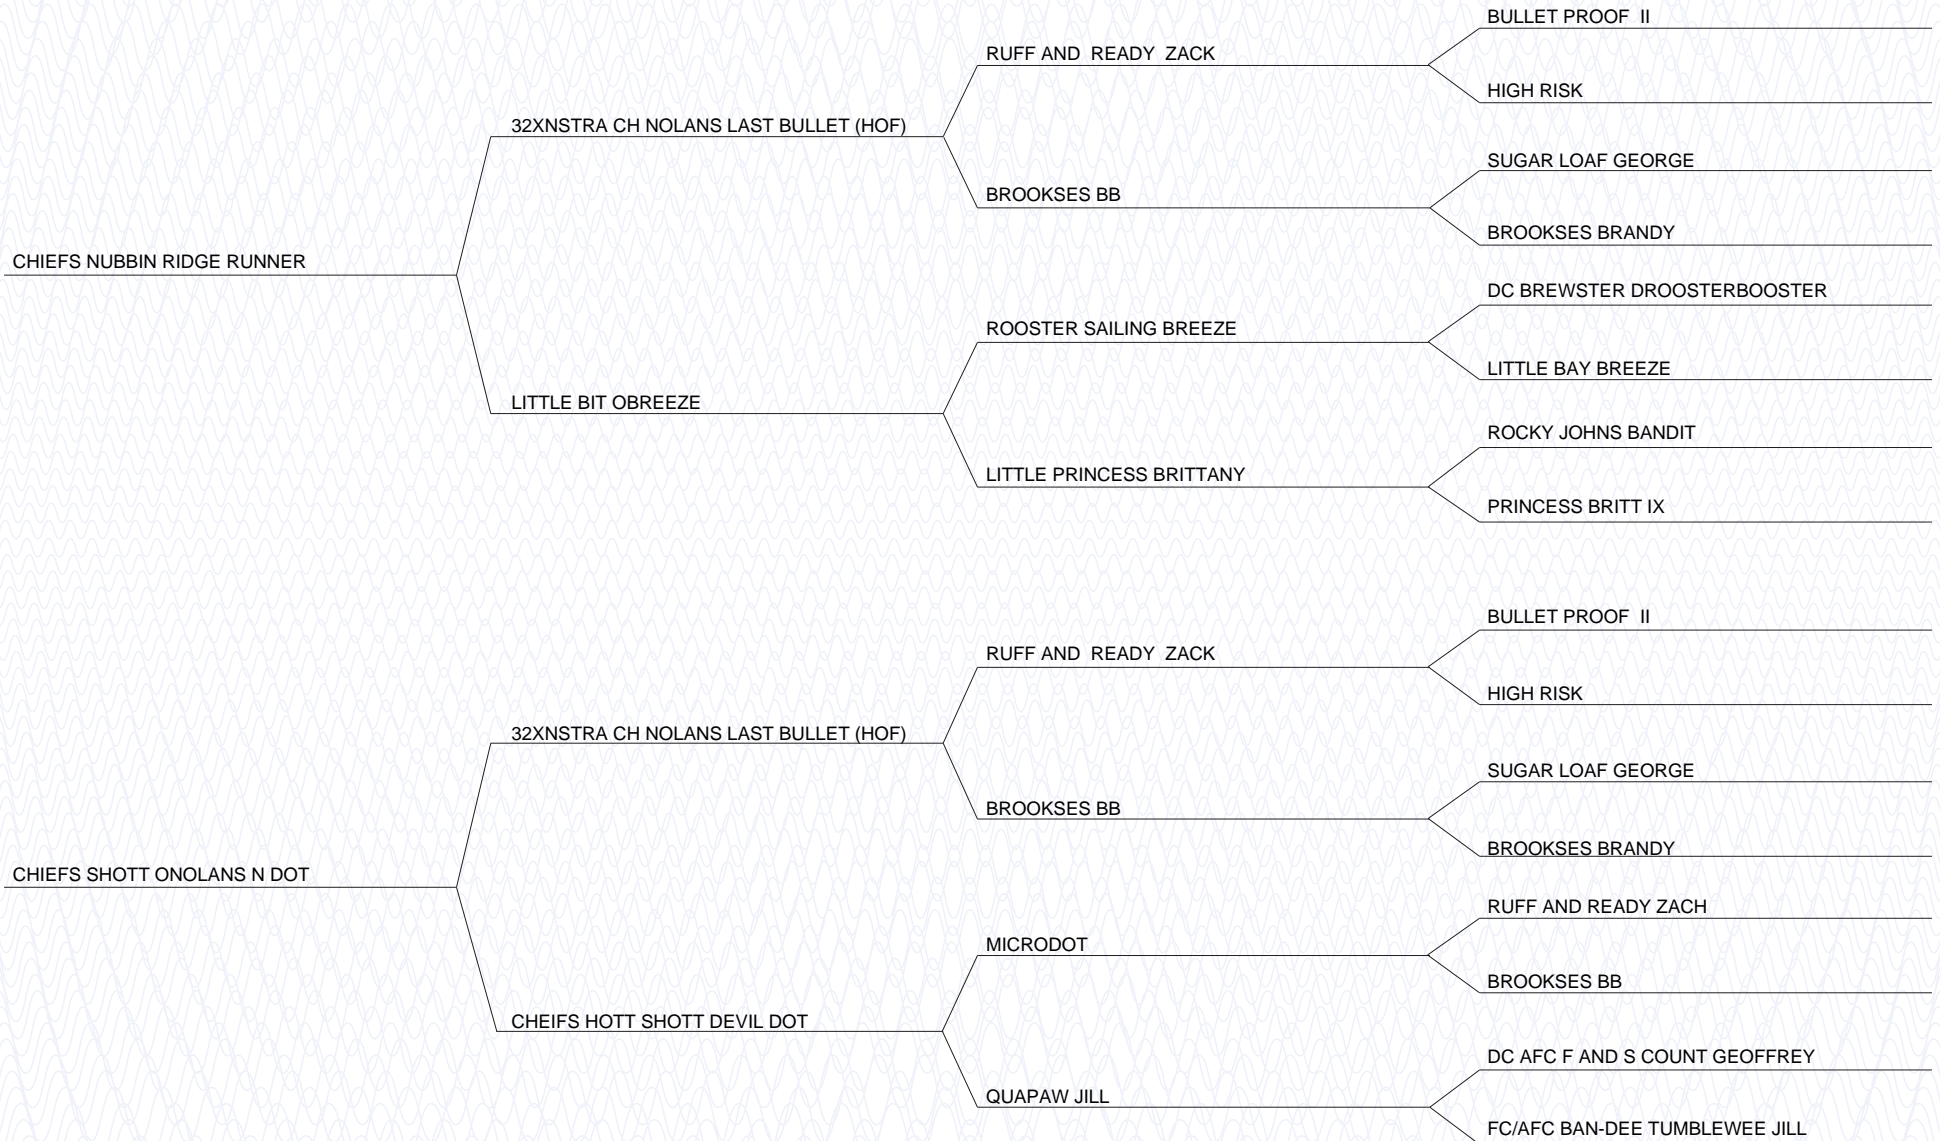 BULLET PROOF  II
RUFF AND  READY  ZACK
HIGH RISK
32XNSTRA CH NOLANS LAST BULLET (HOF)
SUGAR LOAF GEORGE
BROOKSES BB
BROOKSES BRANDY
CHIEFS NUBBIN RIDGE RUNNER
DC BREWSTER DROOSTERBOOSTER
ROOSTER SAILING BREEZE
LITTLE BAY BREEZE
LITTLE BIT OBREEZE
ROCKY JOHNS BANDIT
LITTLE PRINCESS BRITTANY
PRINCESS BRITT IX
BULLET PROOF  II
RUFF AND  READY  ZACK
HIGH RISK
32XNSTRA CH NOLANS LAST BULLET (HOF)
SUGAR LOAF GEORGE
BROOKSES BB
BROOKSES BRANDY
CHIEFS SHOTT ONOLANS N DOT
RUFF AND READY ZACH
MICRODOT
BROOKSES BB
CHEIFS HOTT SHOTT DEVIL DOT
DC AFC F AND S COUNT GEOFFREY
QUAPAW JILL
FC/AFC BAN-DEE TUMBLEWEE JILL